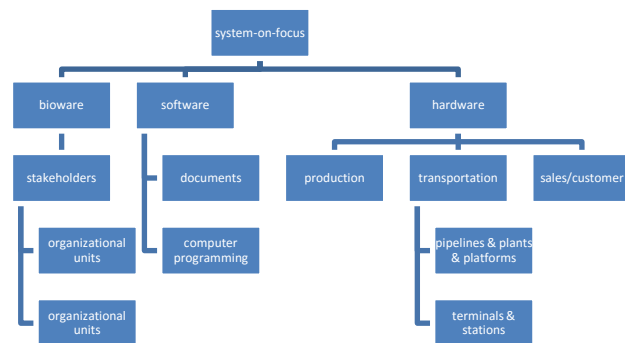 system-on-focus
bioware
software
hardware
stakeholders
documents
production
transportation
sales/customer
organizational
units
computer
programming
pipelines & plants
& platforms
organizational
units
terminals &
stations